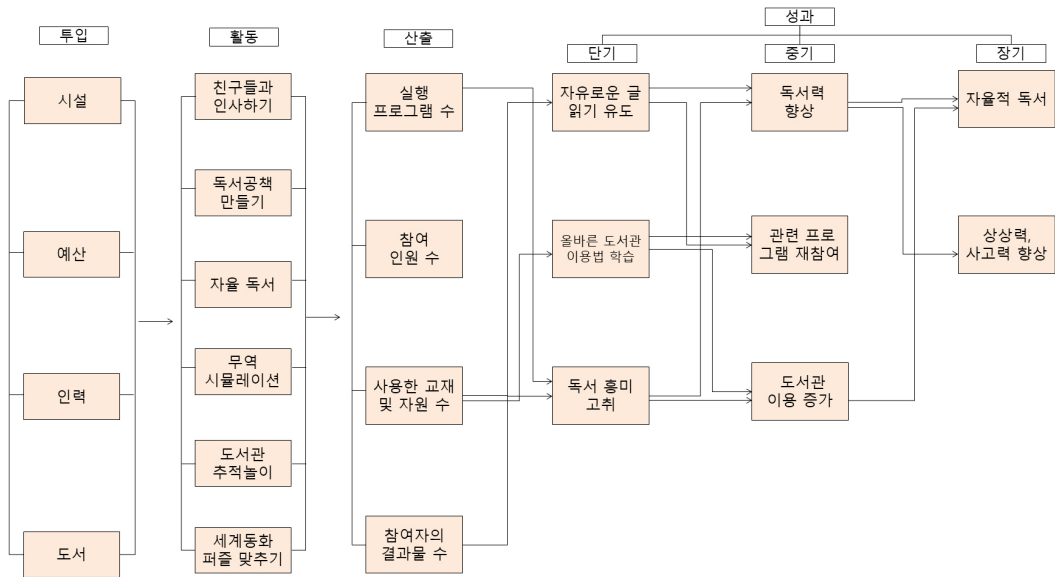 성과
투입
활동
산출
단기
중기
장기
시설
예산
인력
도서
친구들과
인사하기
독서공책
만들기
자율 독서
무역
시뮬레이션
도서관
추적놀이
세계동화
퍼즐 맞추기
실행
프로그램 수
참여
인원 수
사용한 교재
및 자원 수
참여자의
결과물 수
자유로운 글
읽기 유도
올바른 도서관
이용법 학습
독서 흥미
고취
독서력
향상
관련 프로
그램 재참여
도서관
이용 증가
자율적 독서
상상력,
사고력 향상